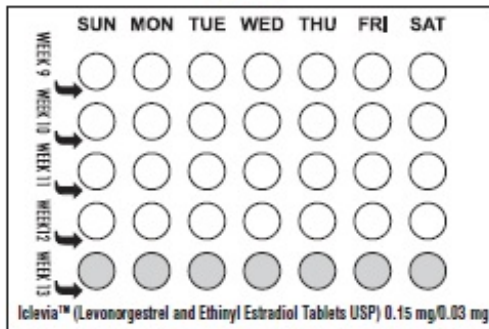 SUN MON TUE WED THU FRI SAT
WEEK 9
WEEK 10
WEEK 11
WEEK12
WEEK 13
Iclevia™ (Levonorgestrel and Ethinyl Estradiol Tablets USP) 0.15 mg/0.03 mg